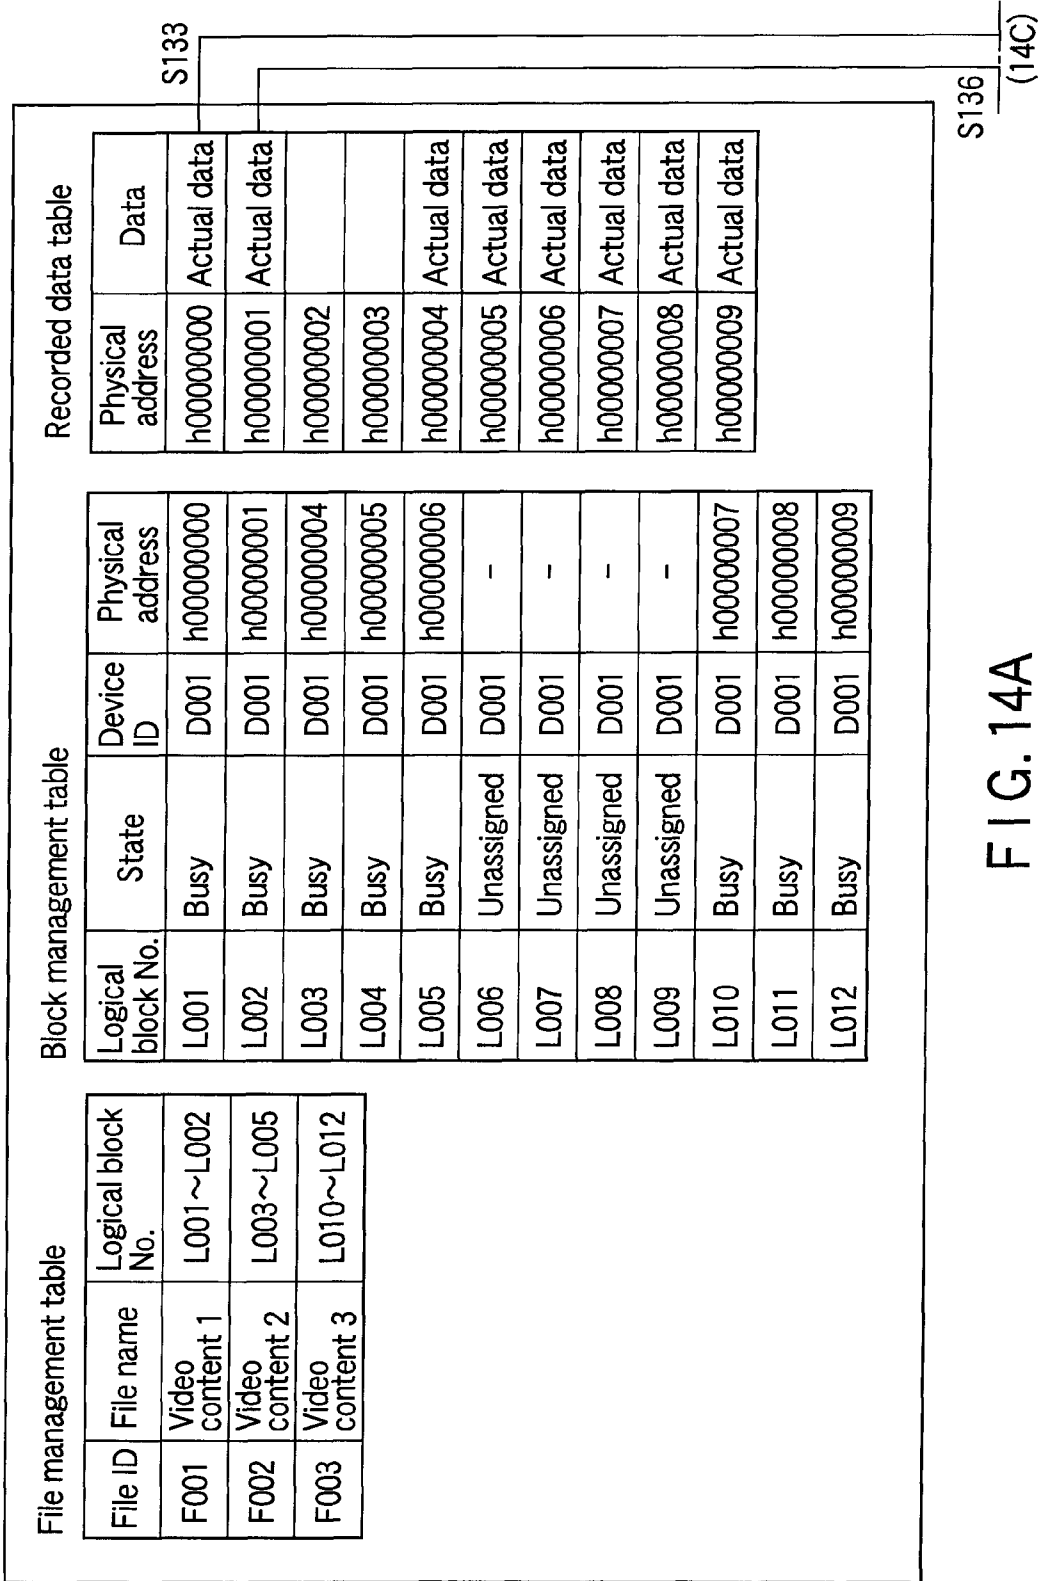 File management table
File ID File name Logical block No.
F001 Video content 1 L001~L002
F002 Video content 2 L003~L005
F003 Video content 3 L010~L012
Block management table
Logical block No. State Device ID Physical address
L001 Busy D001 h00000000
L002 Busy D001 h00000001
L003 Busy D001 h00000004
L004 Busy D001 h00000005
L005 Busy D001 h00000006
L006 Unassigned D001 -
L007 Unassigned D001 -
L008 Unassigned D001 -
L009 Unassigned D001 -
L010 Busy D001 h00000007
L011 Busy D001 h00000008
L012 Busy D001 h00000009
Recorded data table
Physical address Data
h00000000 Actual data
h00000001 Actual data
h00000002
h00000003
h00000004 Actual data
h00000005 Actual data
h00000006 Actual data
h00000007 Actual data
h00000008 Actual data
h00000009 Actual data
S133
S136
(14C)
FIG. 14A